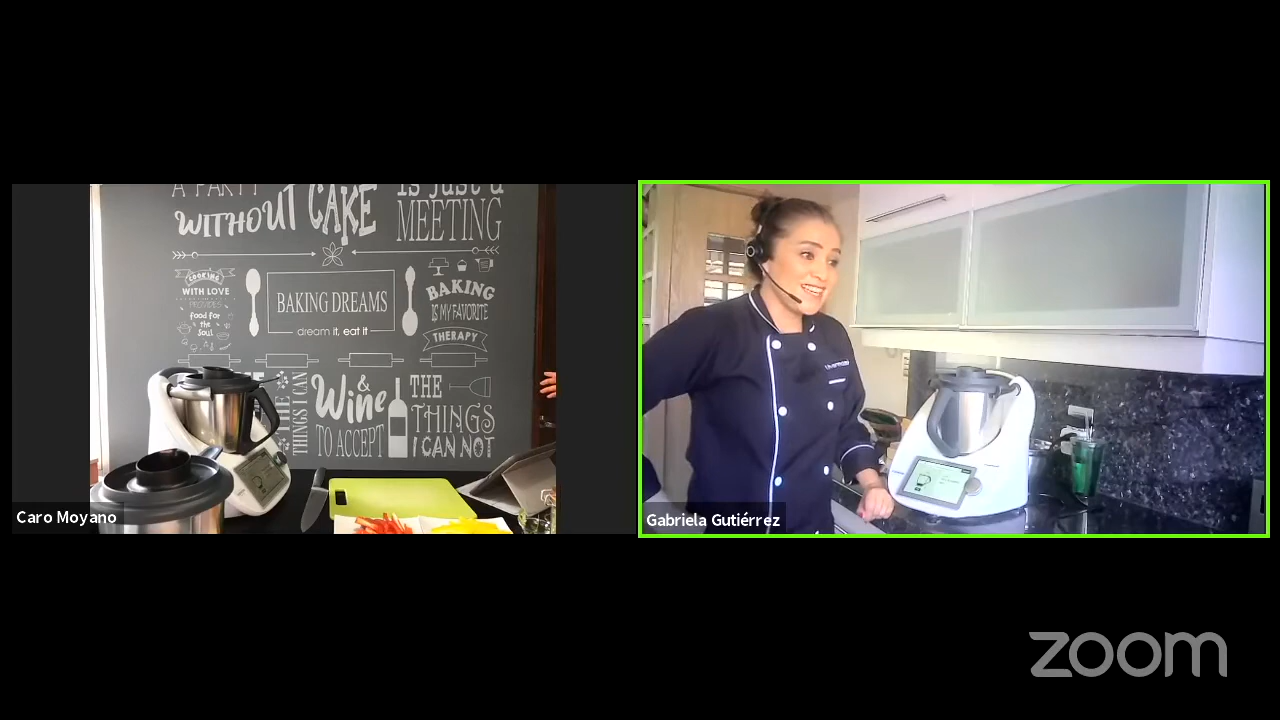 A PARTY
WITHOUT CAKE
is just a
MEETING
COOKING
WITH LOVE
PROVIDES
food for
the
Soul
BAKING DREAMS
dream it, eat it
BAKING
IS MY FAVORITE
THERAPY
THE
THINGS I CAN
&
Wine
TO ACCEPT
THE
THINGS
I CAN NOT
Caro Moyano
Gabriela Gutiérrez
zoom